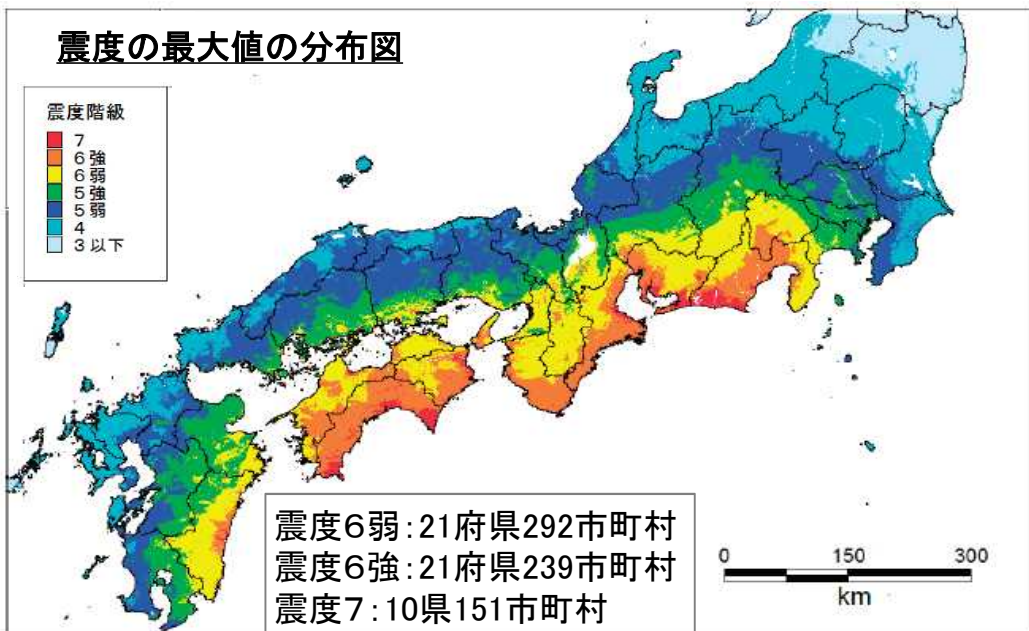 震度の最大値の分布図
震度階級
7
6強
6弱
5強
5弱
4
3以下
震度6弱:21府県292市町村
震度6強:21府県239市町村
震度7:10県151市町村
0 150 300
km